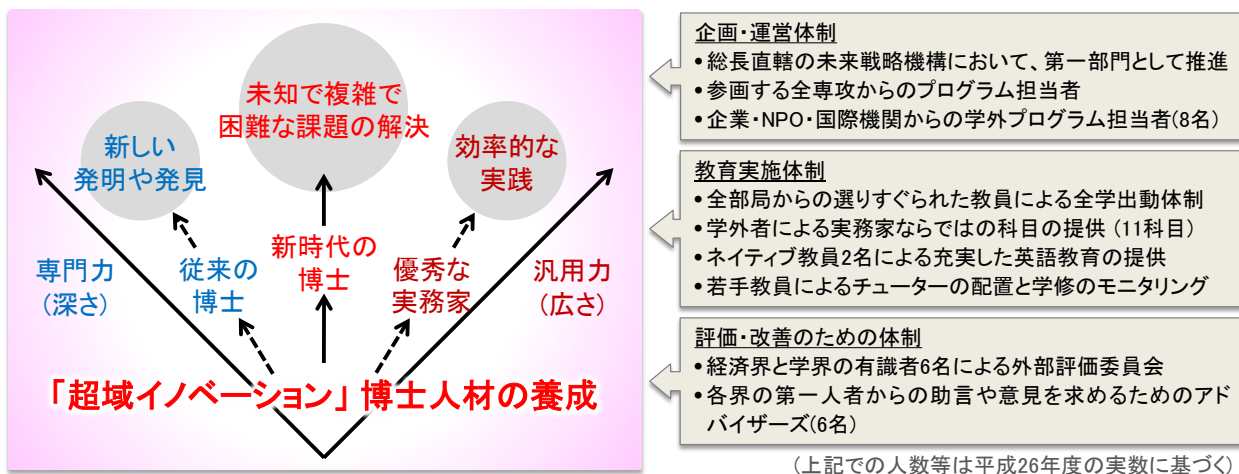 未知で複雑で
困難な課題の解決
新しい
発明や発見
効率的な
実践
専門力
(深さ)
従来の
博士
新時代の
博士
優秀な
実務家
汎用力
(広さ)
「超域イノベーション」博士人材の養成
企画・運営体制
•総長直轄の未来戦略機構において、第一部門として推進
•参画する全専攻からのプログラム担当者
•企業・NPO・国際機関からの学外プログラム担当者(8名)
教育実施体制
•全部局からの選りすぐられた教員による全学出動体制
•学外者による実務家ならではの科目の提供 (11科目)
•ネイティブ教員2名による充実した英語教育の提供
•若手教員によるチューターの配置と学修のモニタリング
評価・改善のための体制
•経済界と学界の有識者6名による外部評価委員会
•各界の第一人者からの助言や意見を求めるためのアド
バイザーズ(6名)
(上記での人数等は平成26年度の実数に基づく)